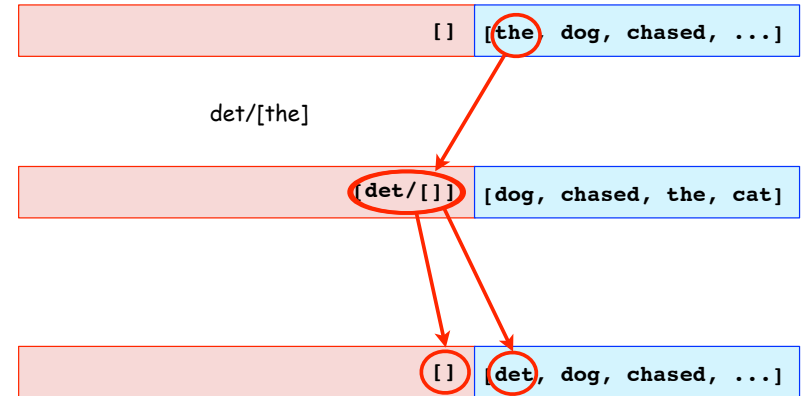 [] [the, dog, chased, ...]
det/[the]
[det/[]] [dog, chased, the, cat]
[] [det, dog, chased, ...]